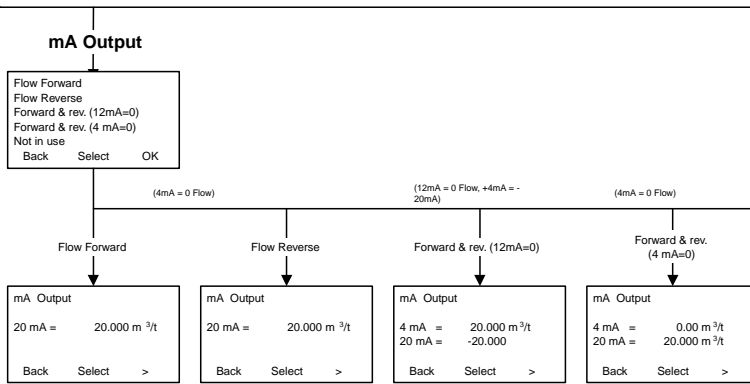 mA Output
Flow Forward
Flow Reverse
Forward & rev. (12mA=0)
Forward & rev. (4 mA=0)
Not in use
Back Select OK
(4mA = 0 Flow)
(12mA = 0 Flow, +4mA = -
20mA)
(4mA = 0 Flow)
Flow Forward
Flow Reverse
Forward & rev. (12mA=0)
Forward & rev.
(4 mA=0)
mA Output
20 mA = 20.000 m ³/t
Back Select >
mA Output
20 mA = 20.000 m ³/t
Back Select >
mA Output
4 mA = 20.000 m ³/t
20 mA = -20.000
Back Select >
mA Output
4 mA = 0.00 m ³/t
20 mA = 20.000 m ³/t
Back Select >